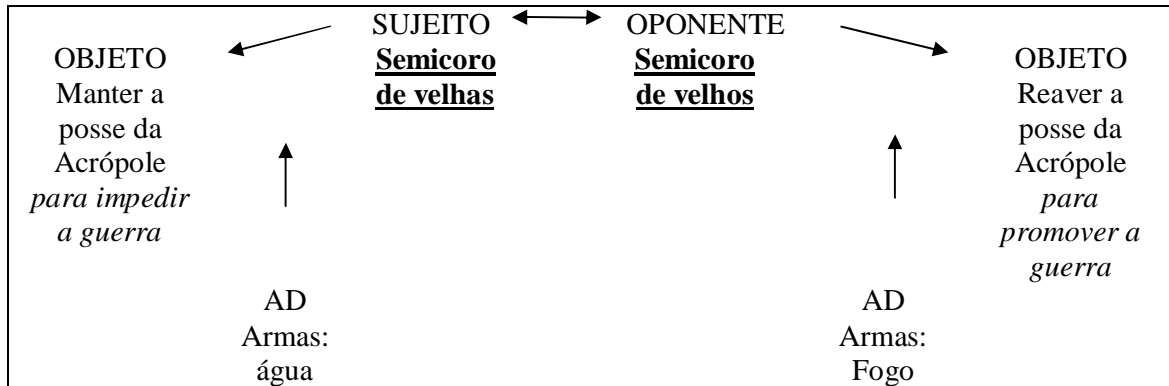 SUJEITO
Semicoro
de velhas
OPONENTE
Semicoro
de velhos
OBJETO
Manter a
posse da
Acrópole
para impedir
a guerra
OBJETO
Reaver a
posse da
Acrópole
para
promover a
guerra
AD
Armas:
água
AD
Armas:
Fogo